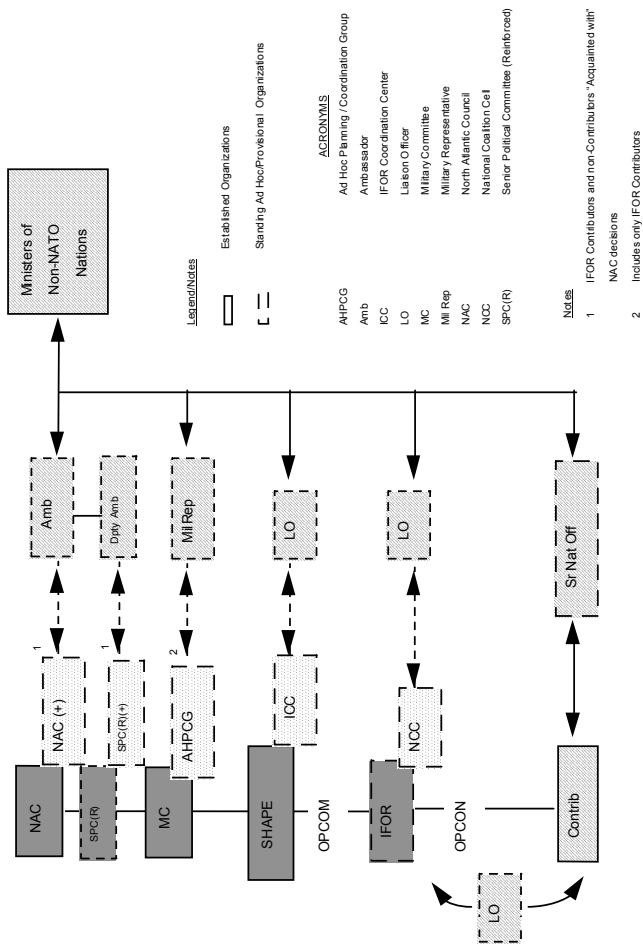 Ministers of
Non-NATO
Nations
Amb
Dpty Amb
Mil Rep
LO
LO
Sr Nat Off
1
NAC (+)
1
SPC(R)(+)
2
AHPCG
ICC
NCC
NAC
SPC(R)
MC
SHAPE
OPCOM
IFOR
OPCON
Contrib
LO
Legend/Notes
Established Organizations
Standing Ad Hoc/Provisional Organizations
ACRONYMS
AHPCG Ad Hoc Planning / Coordination Group
Amb Ambassador
ICC IFOR Coordination Center
LO Liaison Officer
MC Military Committee
Mil Rep Military Representative
NAC North Atlantic Council
NCC National Coalition Cell
SPC(R) Senior Political Committee (Reinforced)
Notes
1 IFOR Contributors and non-Contributors "Acquainted with"
NAC decisions
2 Includes only IFOR Contributors